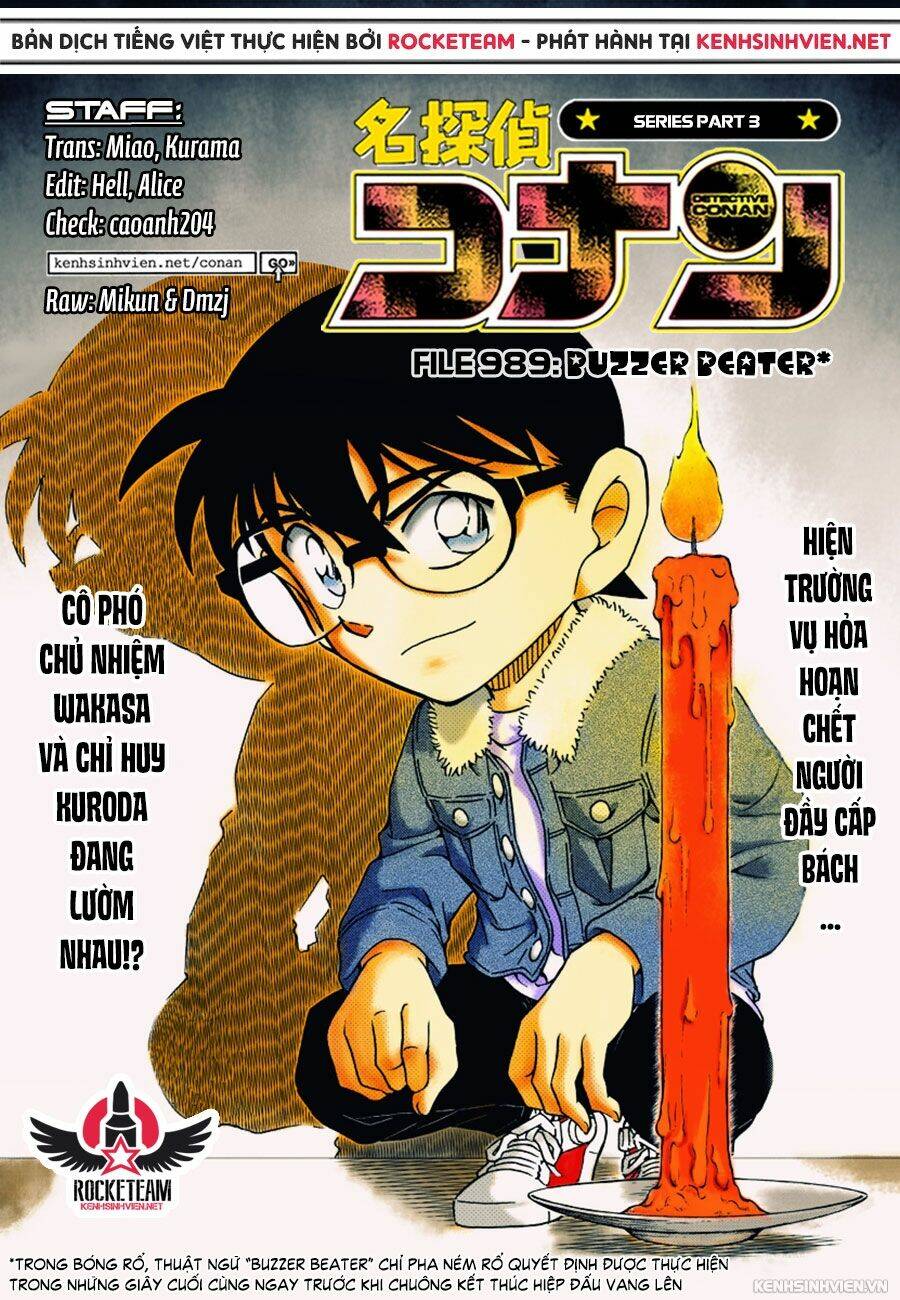 BẢN DỊCH TIẾNG VIỆT THỰC HIỆN BỞI ROCKETEAM - PHÁT HÀNH TẠI KENHSINHVIEN.NET
STAFF:
Trans: Miao, Kurama
Edit: Hell, Alice
Check: caoanh204
kenhsinhvien.net/conan GO»
Raw: Mikun & Dmzj
名探偵
SERIES PART 3
コナン
DETECTIVE
CONAN
FILE 989: BUZZER BEATER*
HIỆN
TRƯỜNG
VỤ HỎA
HOẠN
CHẾT
NGƯỜI
ĐẦY CẤP
BÁCH
...
CÔ PHÓ
CHỦ NHIỆM
WAKASA
VÀ CHỈ HUY
KURODA
ĐANG
LƯỜM
NHAU!?
ROCKETEAM
KENHSINHVIEN.NET
*TRONG BÓNG RỔ, THUẬT NGỮ "BUZZER BEATER" CHỈ PHA NÉM RỔ QUYẾT ĐỊNH ĐƯỢC THỰC HIỆN
TRONG NHỮNG GIÂY CUỐI CÙNG NGAY TRƯỚC KHI CHUÔNG KẾT THÚC HIỆP ĐẤU VANG LÊN
KENHSINHVIEN.VN